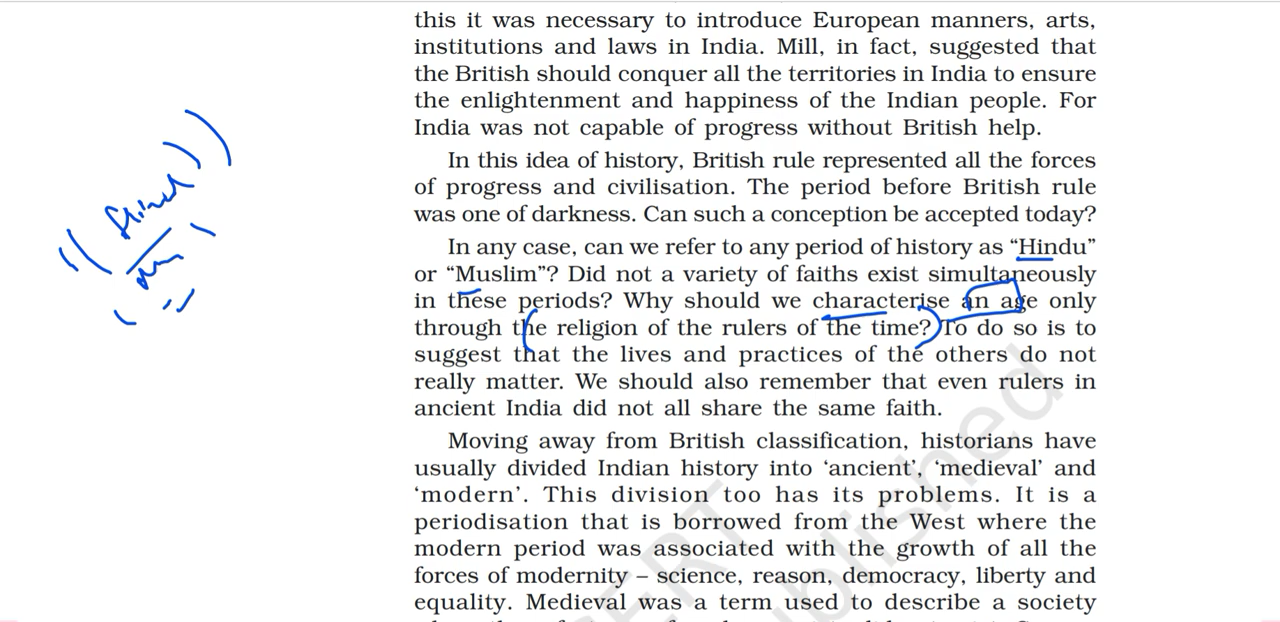 this it was necessary to introduce European manners, arts,
institutions and laws in India. Mill, in fact, suggested that
the British should conquer all the territories in India to ensure
the enlightenment and happiness of the Indian people. For
India was not capable of progress without British help.
In this idea of history, British rule represented all the forces
of progress and civilisation. The period before British rule
was one of darkness. Can such a conception be accepted today?
In any case, can we refer to any period of history as “Hindu”
or “Muslim”? Did not a variety of faiths exist simultaneously
in these periods? Why should we characterise an age only
through the religion of the rulers of the time? To do so is to
suggest that the lives and practices of the others do not
really matter. We should also remember that even rulers in
ancient India did not all share the same faith.
Moving away from British classification, historians have
usually divided Indian history into ‘ancient’, ‘medieval’ and
‘modern’. This division too has its problems. It is a
periodisation that is borrowed from the West where the
modern period was associated with the growth of all the
forces of modernity – science, reason, democracy, liberty and
equality. Medieval was a term used to describe a society